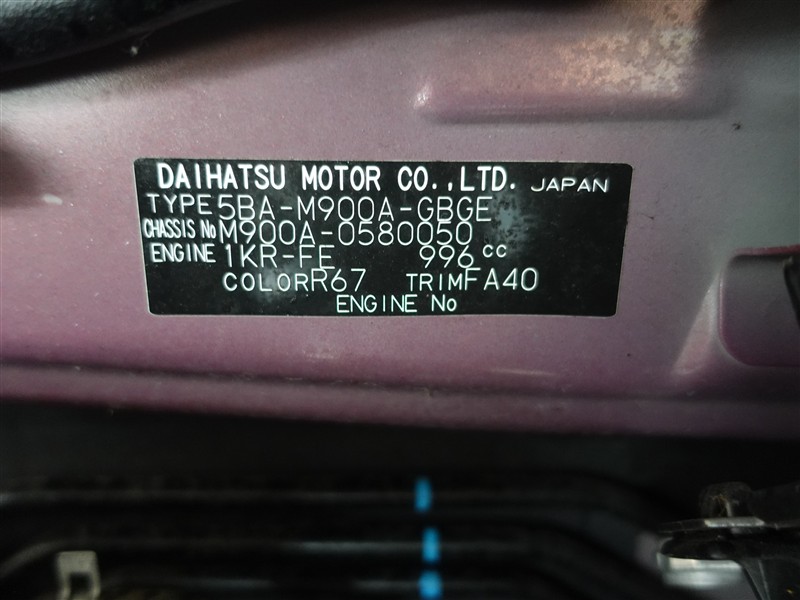 DAIHATSU MOTOR CO.,LTD. JAPAN
TYPE 5BA-M900A-GBGE
CHASSIS No M900A-0580050
ENGINE 1KR-FE 996 cc
COLOR R67 TRIM FA40
ENGINE No